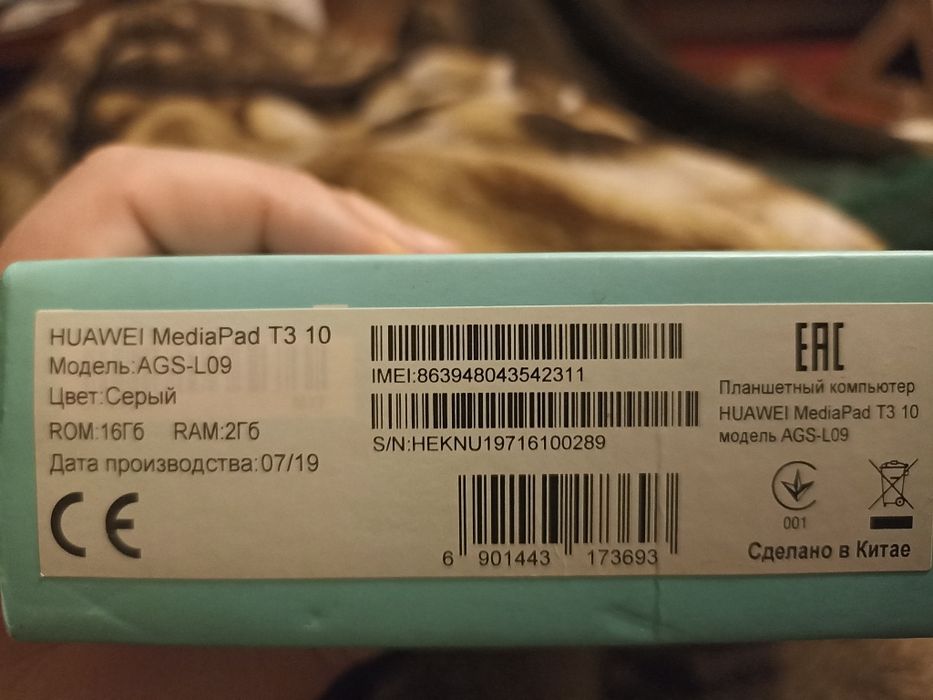 HUAWEI MediaPad T3 10
Модель:AGS-L09
Цвет:Серый
ROM:16Гб RAM:2Гб
Дата производства:07/19
CE
IMEI:863948043542311
S/N:HEKNU19716100289
6 901443 173693
EAC
Планшетный компьютер
HUAWEI MediaPad T3 10
модель AGS-L09
001
Сделано в Китае